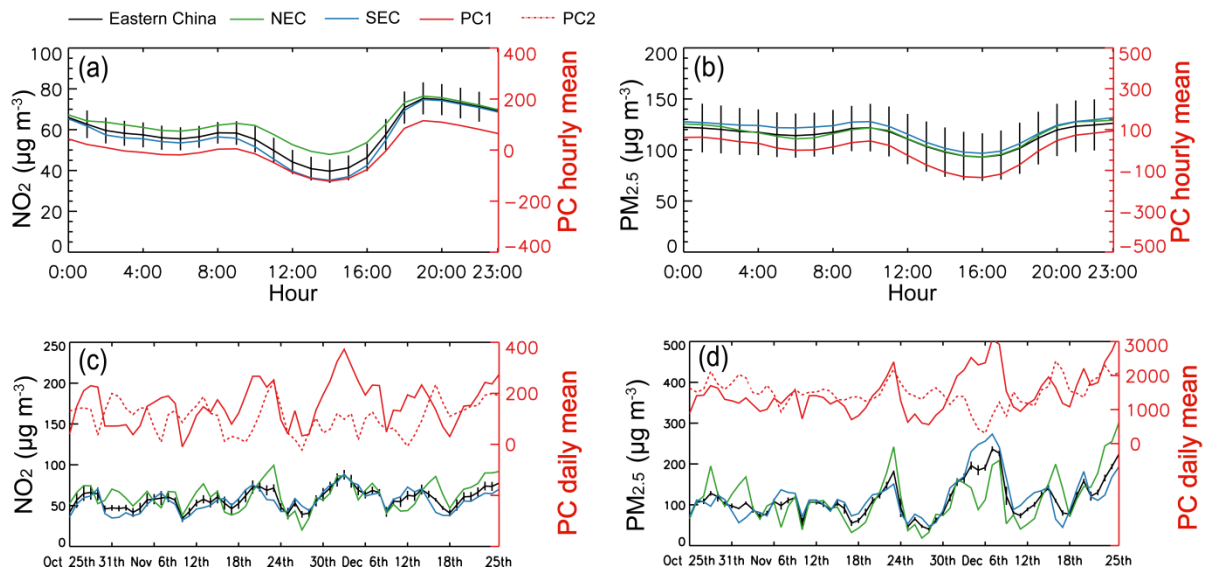 Eastern China NEC SEC PC1 PC2
(a)
NO2 (µg m-3)
100
80
60
40
20
0
400
200
0
−200
−400
PC hourly mean
0:00 4:00 8:00 12:00 16:00 20:00 23:00
Hour
(b)
PM2.5 (µg m-3)
200
150
100
50
0
500
300
100
−100
−300
−500
PC hourly mean
0:00 4:00 8:00 12:00 16:00 20:00 23:00
Hour
(c)
NO2 (µg m-3)
250
200
150
100
50
0
400
200
0
PC daily mean
Oct 25th 31th Nov 6th 12th 18th 24th 30th Dec 6th 12th 18th 25th
(d)
PM2.5 (µg m-3)
500
400
300
200
100
0
3000
2000
1000
0
PC daily mean
Oct 25th 31th Nov 6th 12th 18th 24th 30th Dec 6th 12th 18th 25th